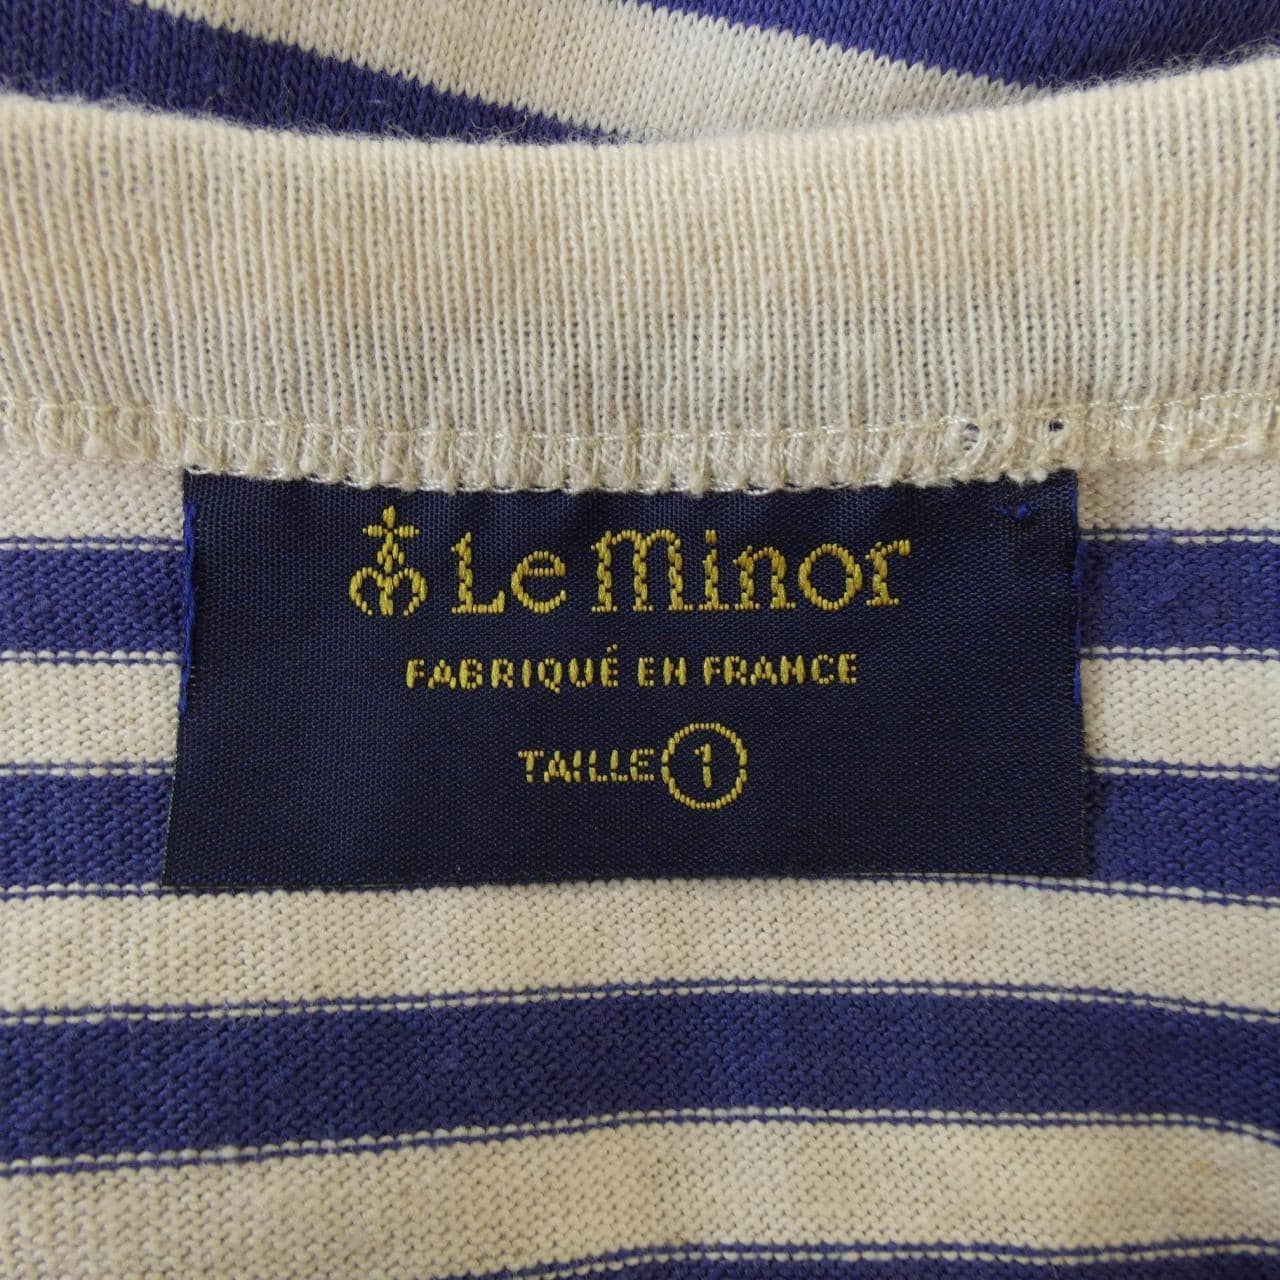 Le Minor
FABRIQUÉ EN FRANCE
TAILLE 1